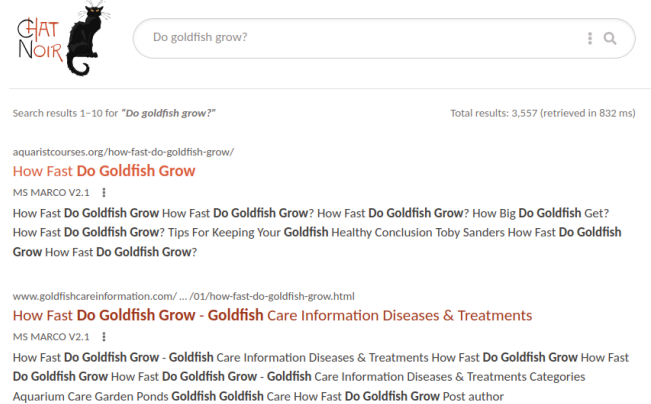 CHAT
NOIR
Do goldfish grow?
Search results 1–10 for "Do goldfish grow?"
Total results: 3,557 (retrieved in 832 ms)
aquaristcourses.org/how-fast-do-goldfish-grow/
How Fast Do Goldfish Grow
MS MARCO V2.1
How Fast Do Goldfish Grow How Fast Do Goldfish Grow? How Fast Do Goldfish Grow? How Big Do Goldfish Get?
How Fast Do Goldfish Grow? Tips For Keeping Your Goldfish Healthy Conclusion Toby Sanders How Fast Do Goldfish
Grow How Fast Do Goldfish Grow?
www.goldfishcareinformation.com/ ... /01/how-fast-do-goldfish-grow.html
How Fast Do Goldfish Grow - Goldfish Care Information Diseases & Treatments
MS MARCO V2.1
How Fast Do Goldfish Grow - Goldfish Care Information Diseases & Treatments How Fast Do Goldfish Grow How Fast
Do Goldfish Grow How Fast Do Goldfish Grow - Goldfish Care Information Diseases & Treatments Categories
Aquarium Care Garden Ponds Goldfish Goldfish Care How Fast Do Goldfish Grow Post author